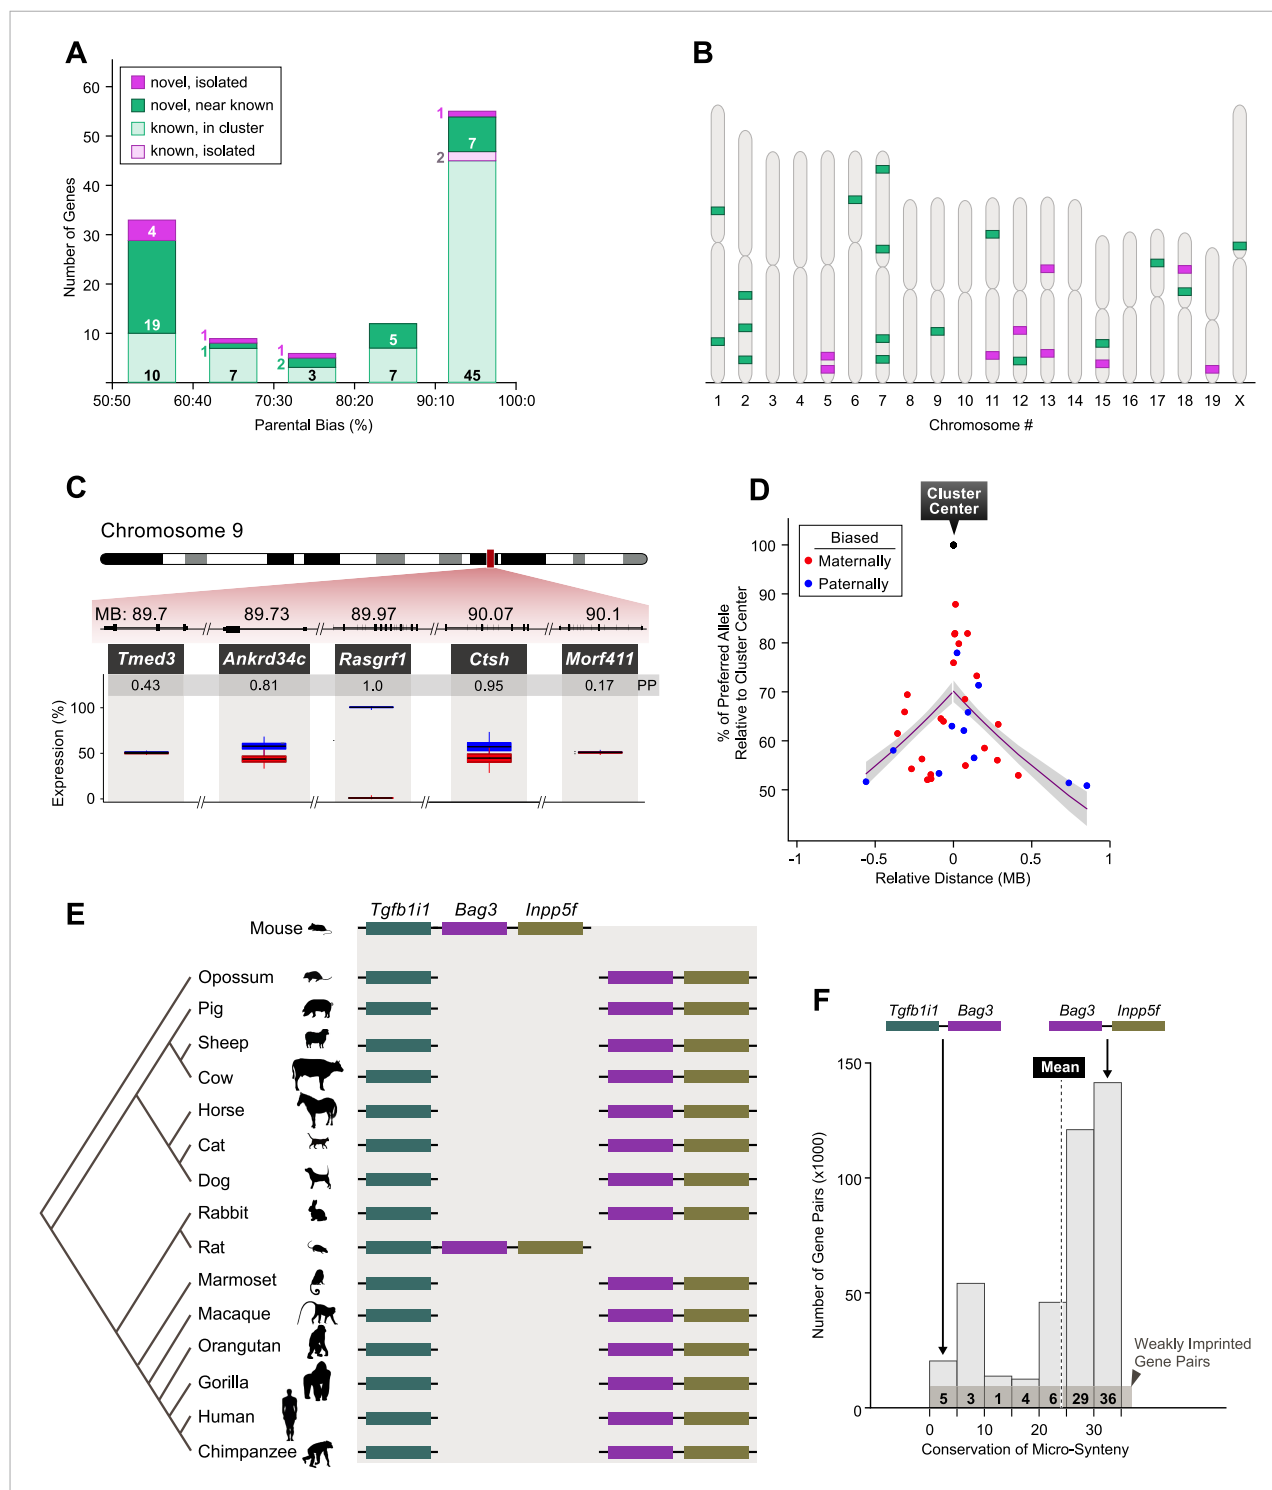 A
novel, isolated
novel, near known
known, in cluster
known, isolated
Number of Genes
60
50
40
30
20
10
4
19
10
1
1
7
1
2
3
5
7
1
7
2
45
50:50
60:40
70:30
80:20
90:10
100:0
Parental Bias (%)
B
1 2 3 4 5 6 7 8 9 10 11 12 13 14 15 16 17 18 19 X
Chromosome #
C
Chromosome 9
MB: 89.7 89.73 89.97 90.07 90.1
Tmed3 Ankrd34c Rasgrf1 Ctsh Morf411
0.43 0.81 1.0 0.95 0.17 PP
Expression (%)
100
50
0
D
Cluster
Center
Biased
Maternally
Paternally
% of Preferred Allele
Relative to Cluster Center
100
90
80
70
60
50
-1 -0.5 0 0.5 1
Relative Distance (MB)
E
Tgfb1i1 Bag3 Inpp5f
Mouse
Opossum
Pig
Sheep
Cow
Horse
Cat
Dog
Rabbit
Rat
Marmoset
Macaque
Orangutan
Gorilla
Human
Chimpanzee
F
Tgfb1i1 Bag3 Bag3 Inpp5f
Mean
Number of Gene Pairs (x1000)
150
100
50
0
Weakly Imprinted
Gene Pairs
5 3 1 4 6 29 36
0 10 20 30
Conservation of Micro-Synteny